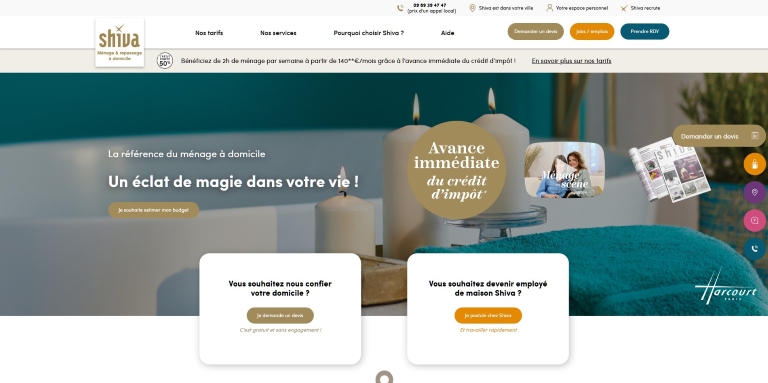 09 69 39 47 47
(prix d'un appel local)
Shiva est dans votre ville
Votre espace personnel
Shiva recrute
shiva
Ménage & repassage
à domicile
Nos tarifs
Nos services
Pourquoi choisir Shiva ?
Aide
Demander un devis
Jobs / emplois
Prendre RDV
50%
Bénéficiez de 2h de ménage par semaine à partir de 140**€/mois grâce à l'avance immédiate du crédit d'impôt !
En savoir plus sur nos tarifs
La référence du ménage à domicile
Un éclat de magie dans votre vie !
Je souhaite estimer mon budget
Avance
immédiate
du crédit
d'impôt
Ménage
scène
Shiva
Demander un devis
Harcourt
PARIS
Vous souhaitez nous confier
votre domicile ?
Je demande un devis
C'est gratuit et sans engagement !
Vous souhaitez devenir employé
de maison Shiva ?
Je postule chez Shiva
Et travailler rapidement